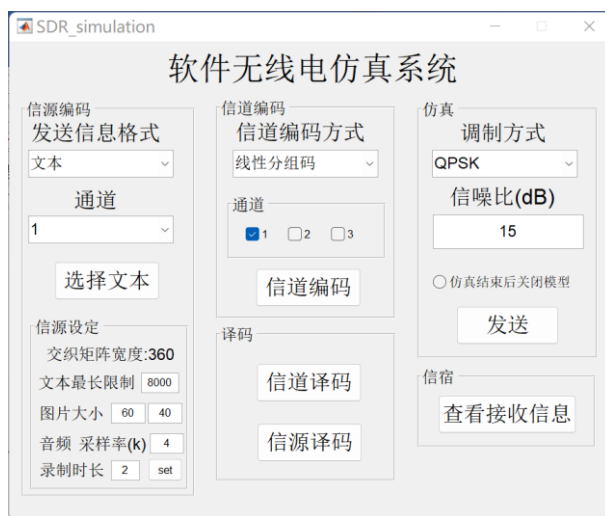 SDR_simulation
软件无线电仿真系统
信源编码
发送信息格式
文本
通道
1
选择文本
信源设定
交织矩阵宽度:360
文本最长限制 8000
图片大小 60 40
音频 采样率(k) 4
录制时长 2 set
信道编码
信道编码方式
线性分组码
通道
1 2 3
信道编码
译码
信道译码
信源译码
仿真
调制方式
QPSK
信噪比(dB)
15
仿真结束后关闭模型
发送
信宿
查看接收信息